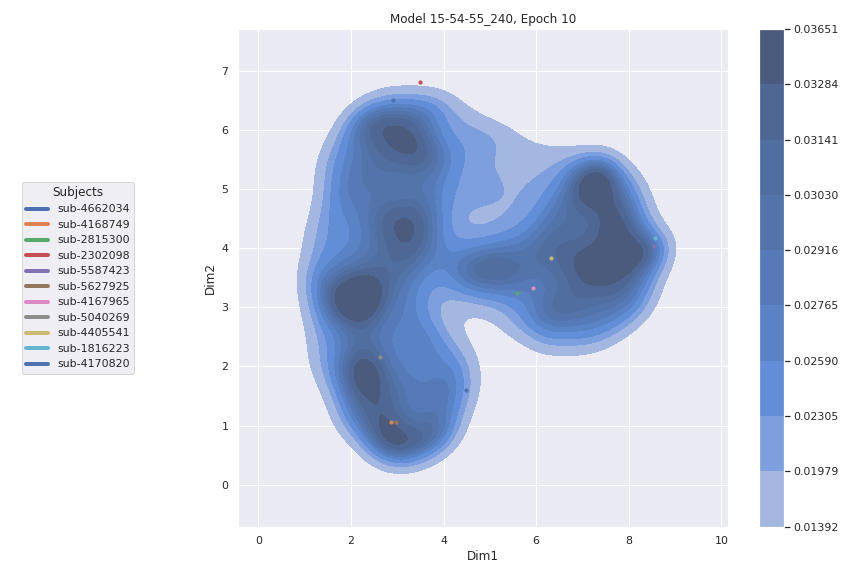 Model 15-54-55_240, Epoch 10
Subjects
sub-4662034
sub-4168749
sub-2815300
sub-2302098
sub-5587423
sub-5627925
sub-4167965
sub-5040269
sub-4405541
sub-1816223
sub-4170820
Dim2
7
6
5
4
3
2
1
0
0 2 4 6 8 10
Dim1
0.03651
0.03284
0.03141
0.03030
0.02916
0.02765
0.02590
0.02305
0.01979
0.01392